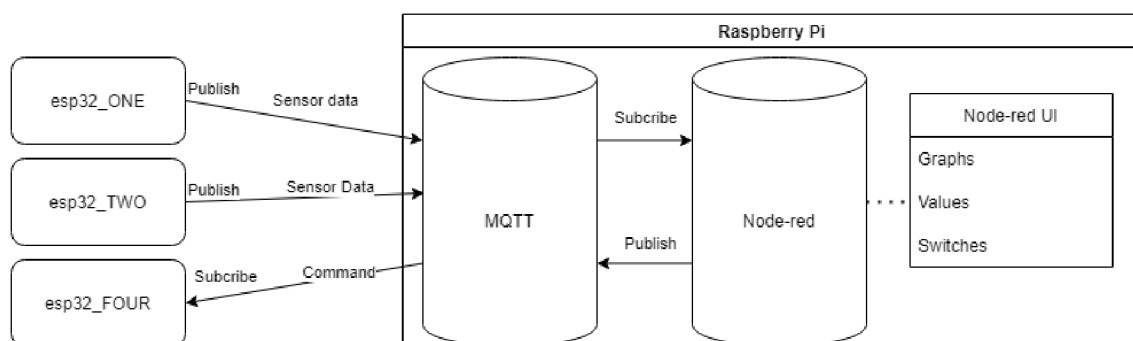 Raspberry Pi
esp32_ONE
Publish
Sensor data
esp32_TWO
Publish
Sensor Data
esp32_FOUR
Subcribe
Command
MQTT
Subcribe
Publish
Node-red
Node-red UI
Graphs
Values
Switches